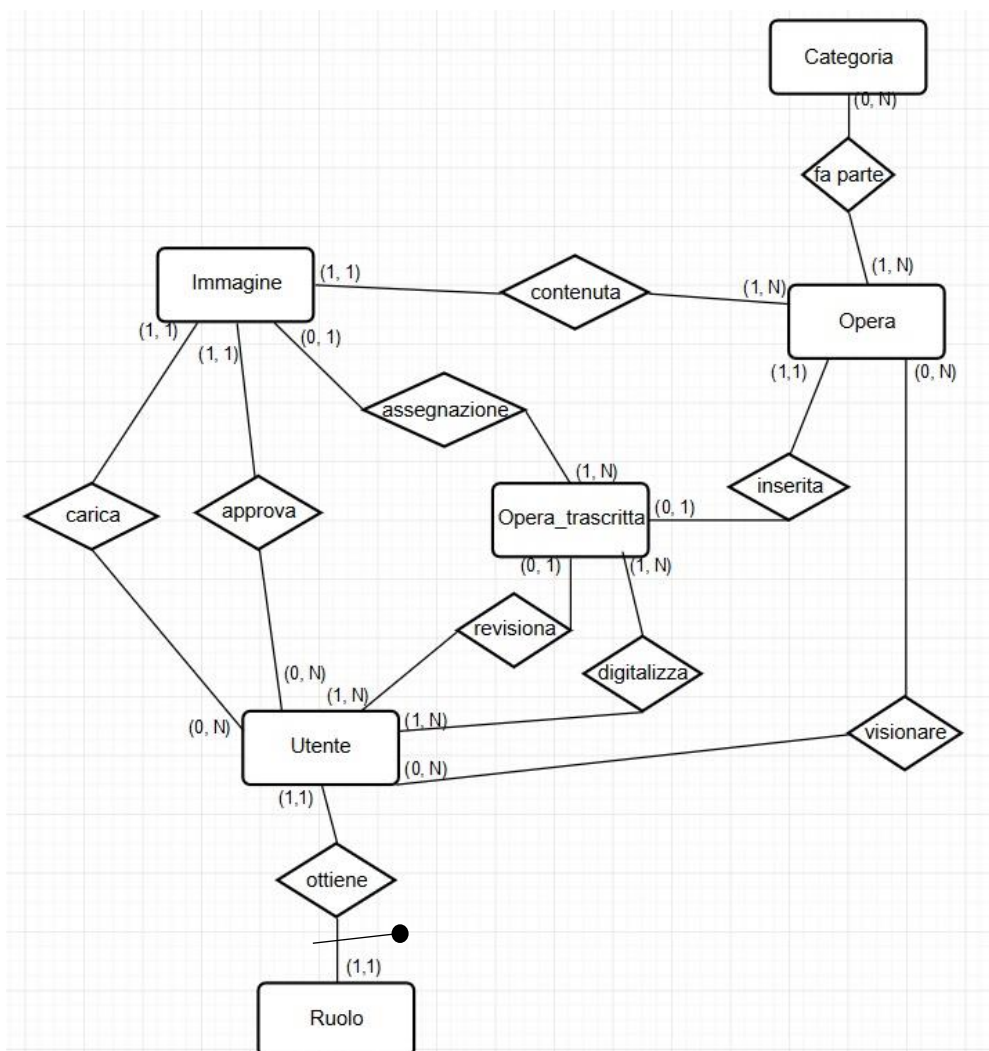 Categoria
(0, N)
fa parte
(1, N)
Immagine
(1, 1)
contenuta
(1, N)
Opera
(1, 1)
(1, 1)
(0, 1)
(1,1)
(0, N)
assegnazione
(1, N)
carica
approva
Opera_trascritta
(0, 1)
inserita
(0, 1)
(1, N)
revisiona
digitalizza
(0, N)
(1, N)
(0, N)
(1, N)
visionare
Utente
(0, N)
(1,1)
ottiene
(1,1)
Ruolo